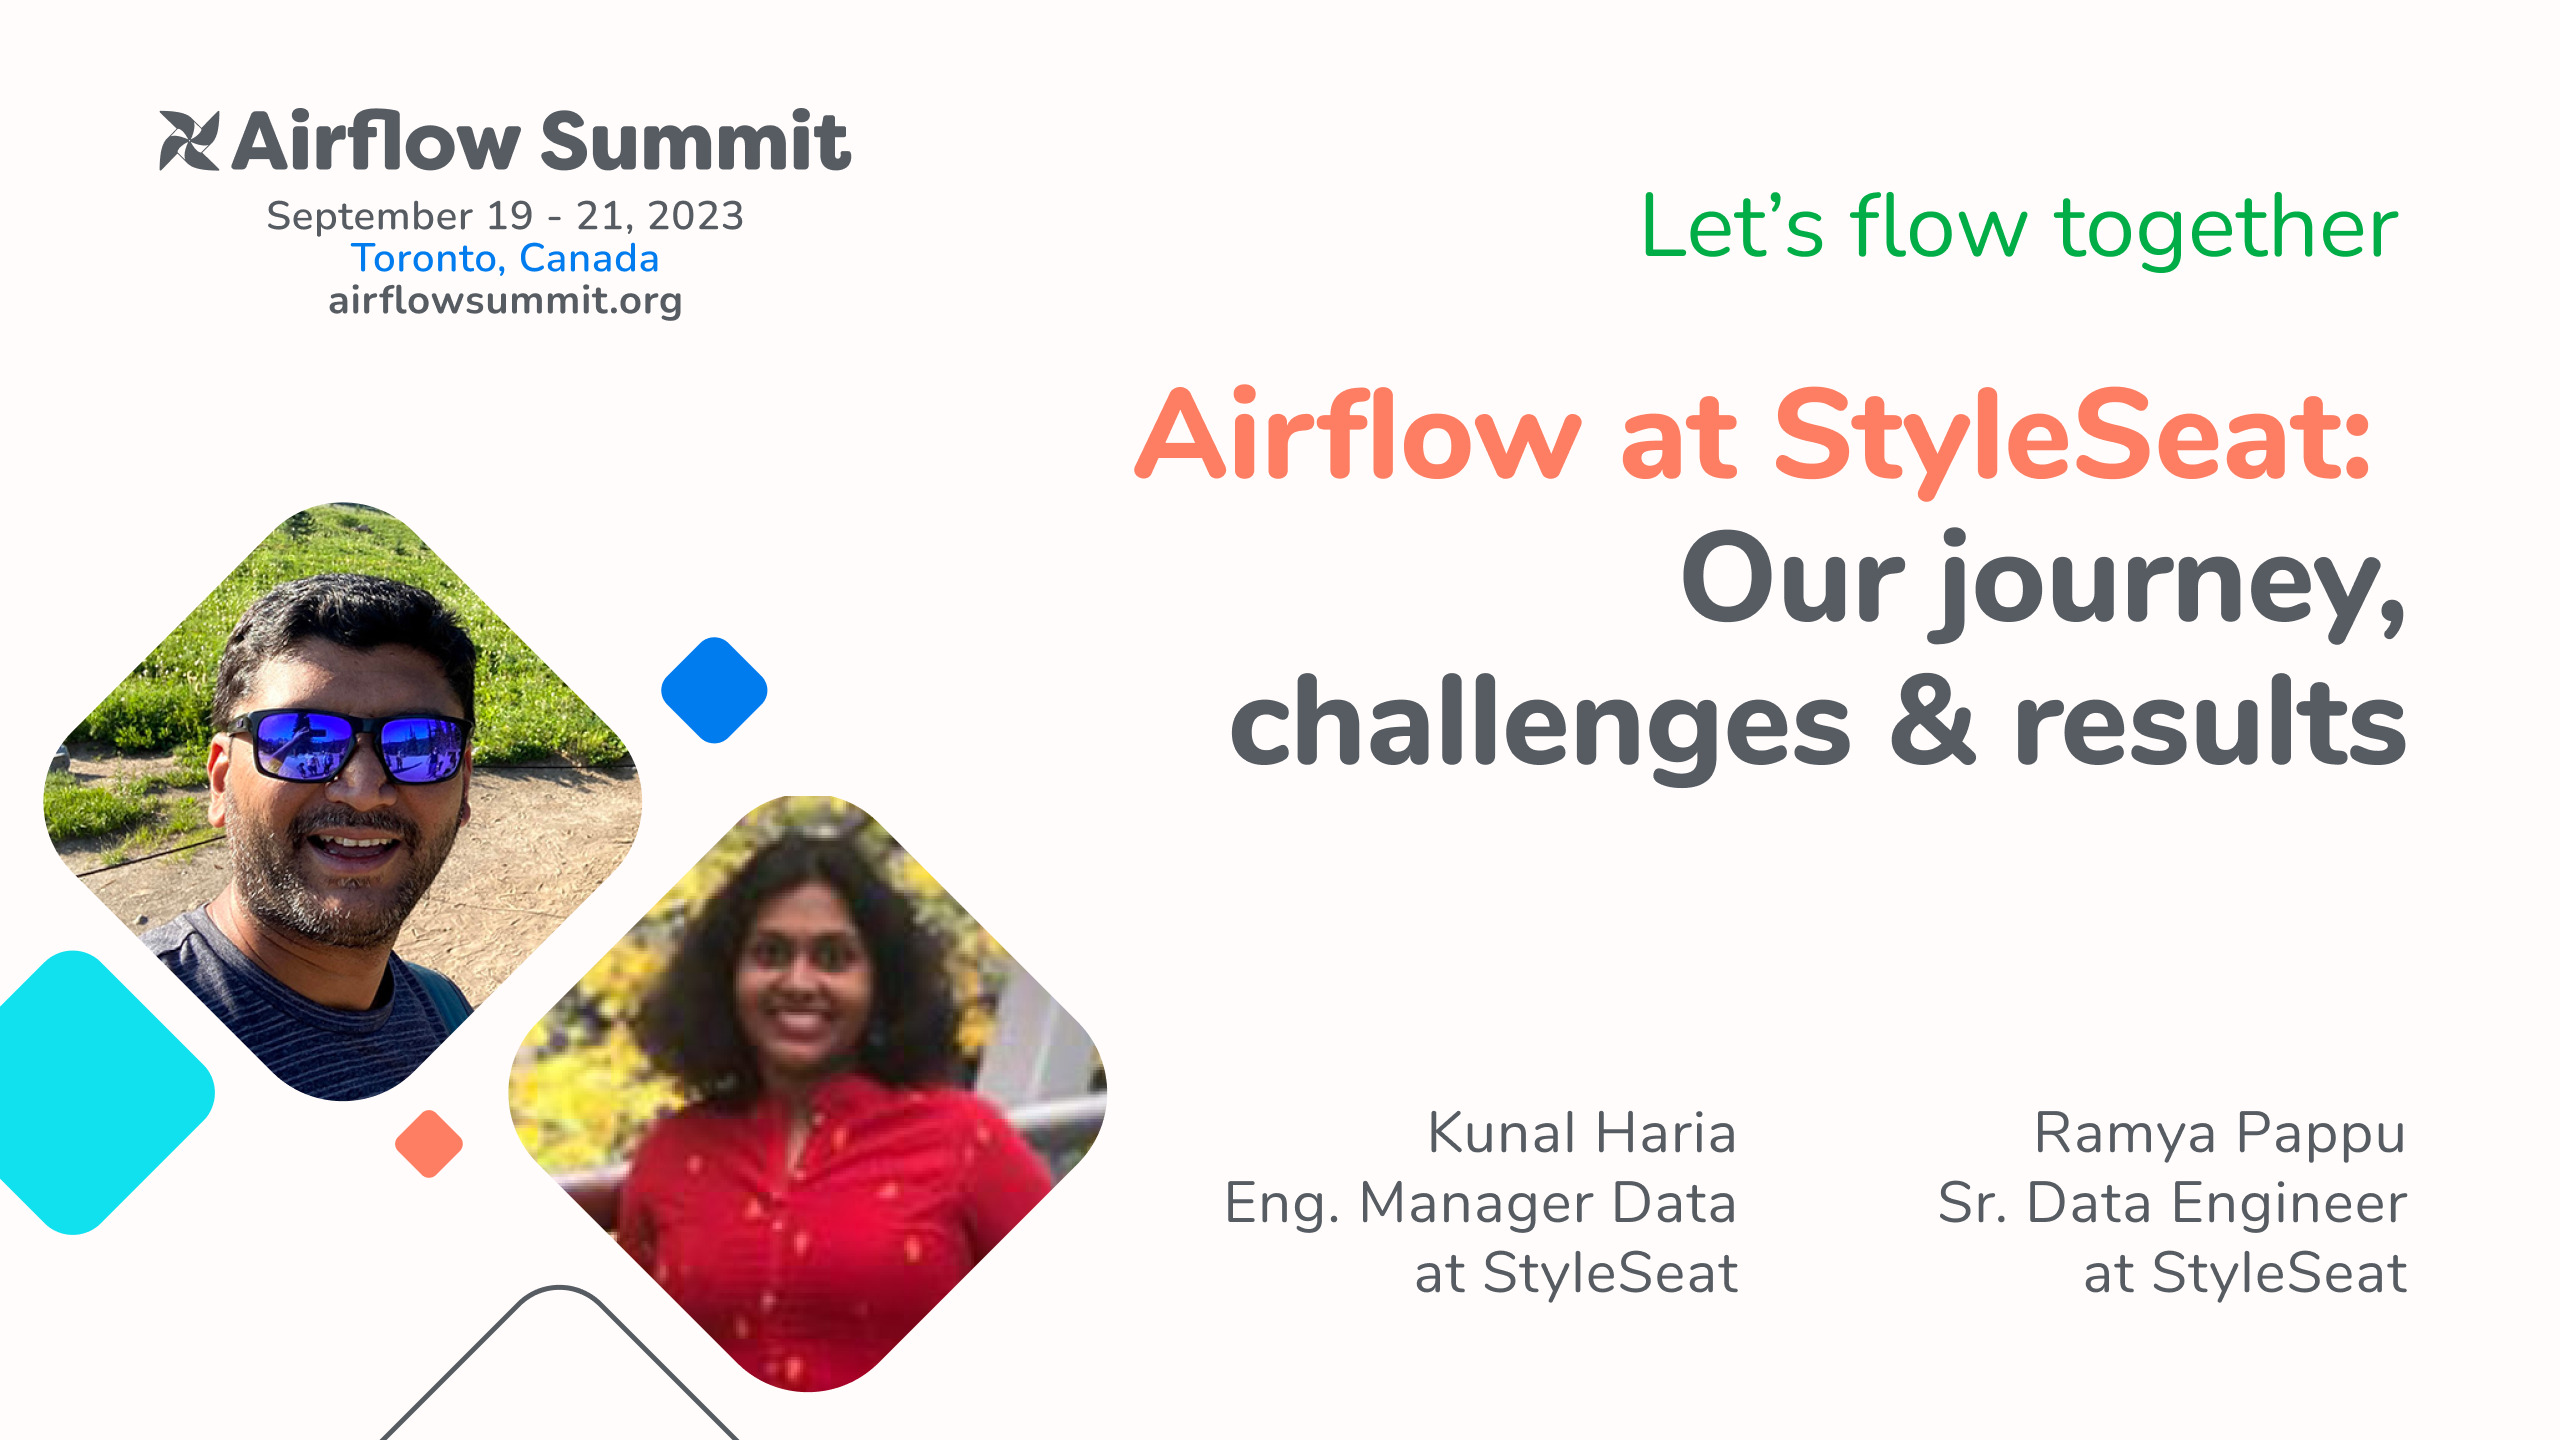 Airflow Summit
September 19 - 21, 2023
Toronto, Canada
airflowsummit.org
Let’s flow together
Airflow at StyleSeat:
Our journey,
challenges & results
Kunal Haria
Eng. Manager Data
at StyleSeat
Ramya Pappu
Sr. Data Engineer
at StyleSeat